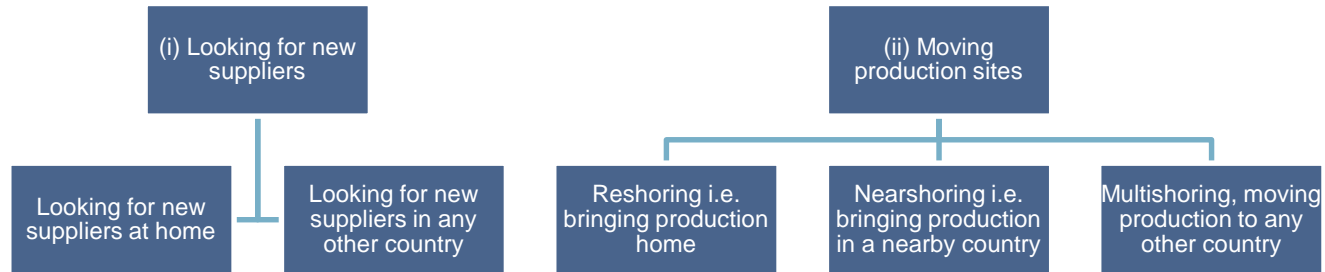 (i) Looking for new
suppliers
(ii) Moving
production sites
Looking for new
suppliers at home
Looking for new
suppliers in any
other country
Reshoring i.e.
bringing production
home
Nearshoring i.e.
bringing production
in a nearby country
Multishoring, moving
production to any
other country